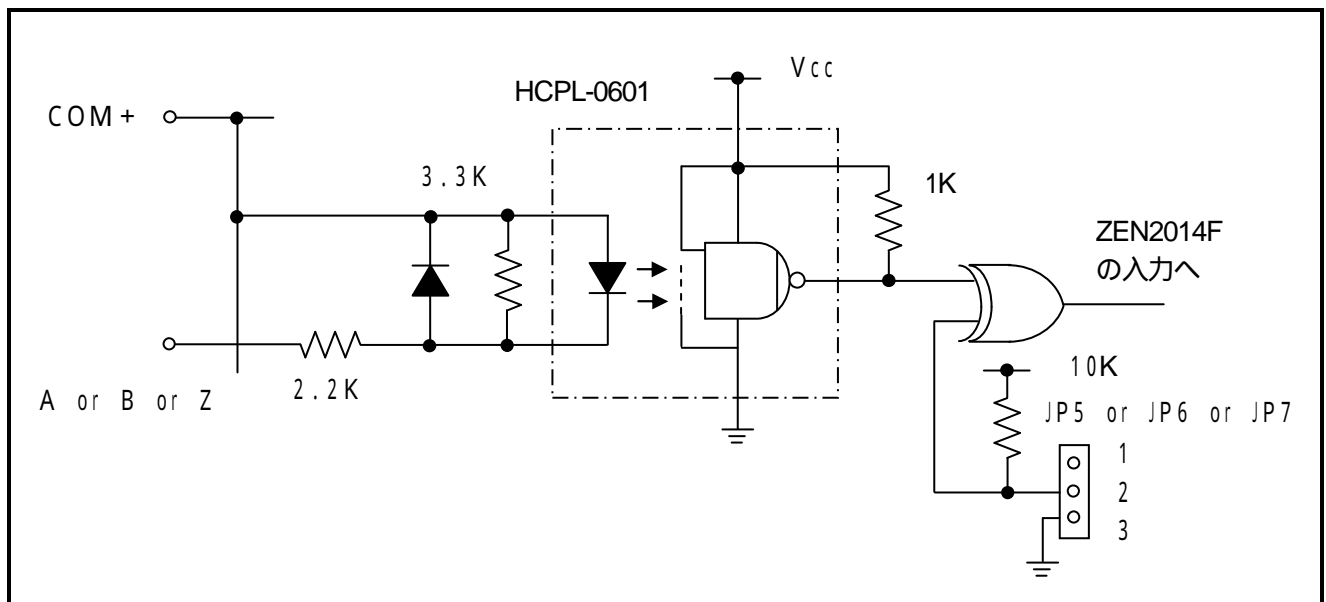 Vcc
HCPL-0601
COM+
3.3K
1K
ZEN2014F
の入力へ
2.2K
A or B or Z
10K
JP5 or JP6 or JP7
1
2
3